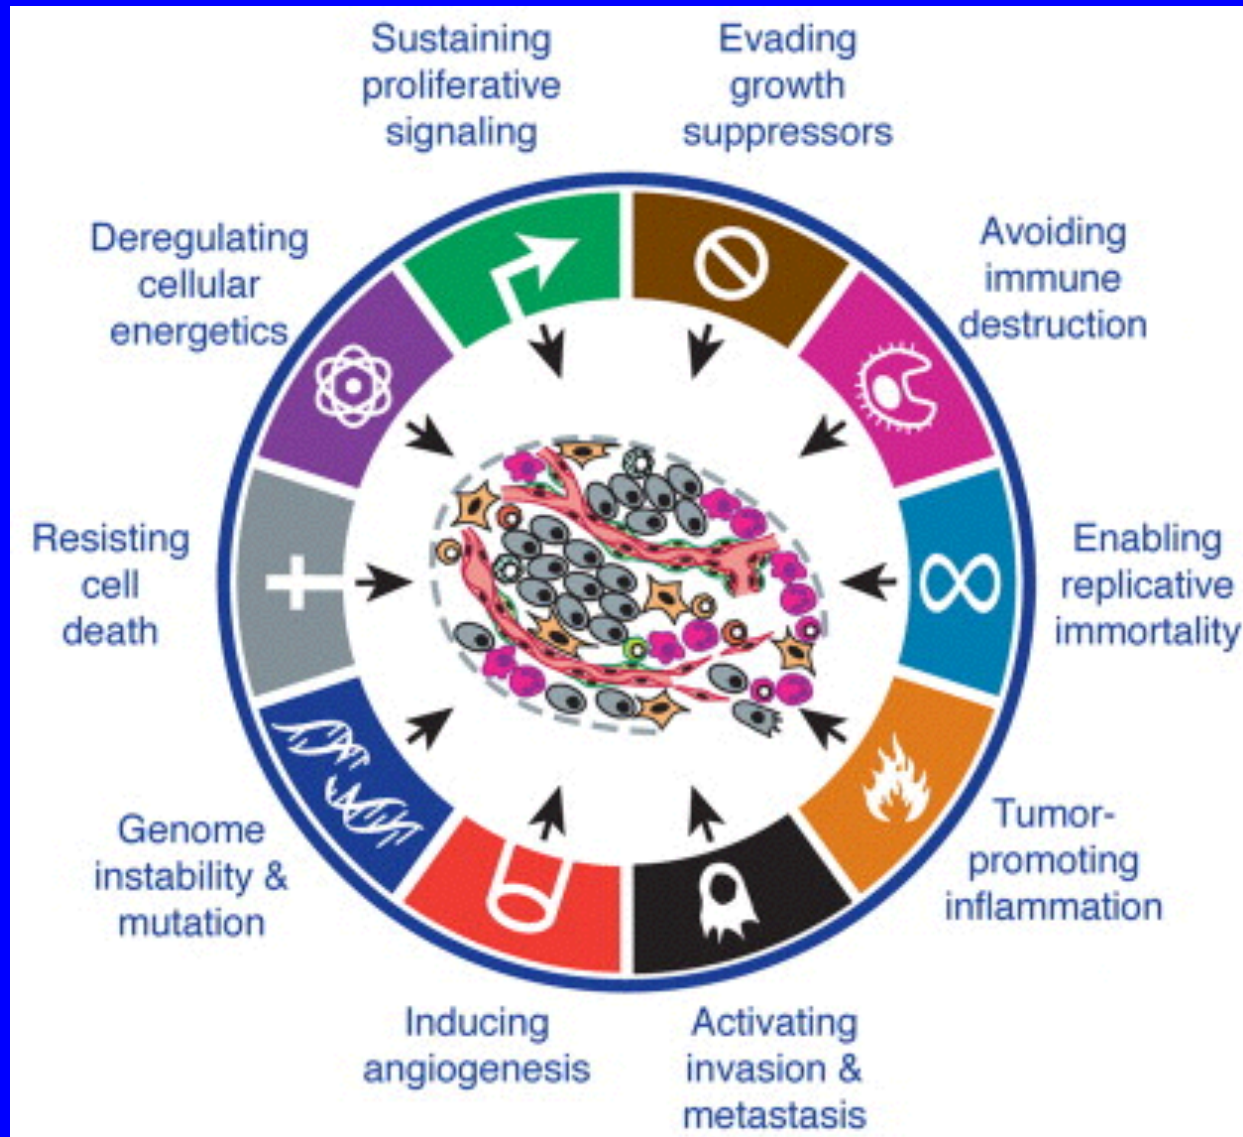 Sustaining
proliferative
signaling
Evading
growth
suppressors
Avoiding
immune
destruction
Enabling
replicative
immortality
Tumor-
promoting
inflammation
Activating
invasion &
metastasis
Inducing
angiogenesis
Genome
instability &
mutation
Resisting
cell
death
Deregulating
cellular
energetics